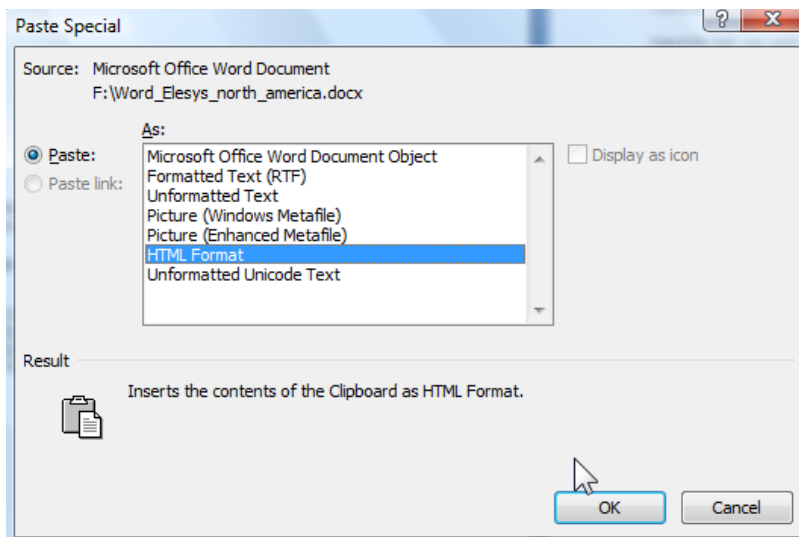 Paste Special
Source: Microsoft Office Word Document
F:\Word_Elesys_north_america.docx
As:
Paste:
Paste link:
Microsoft Office Word Document Object
Formatted Text (RTF)
Unformatted Text
Picture (Windows Metafile)
Picture (Enhanced Metafile)
HTML Format
Unformatted Unicode Text
Display as icon
Result
Inserts the contents of the Clipboard as HTML Format.
OK
Cancel